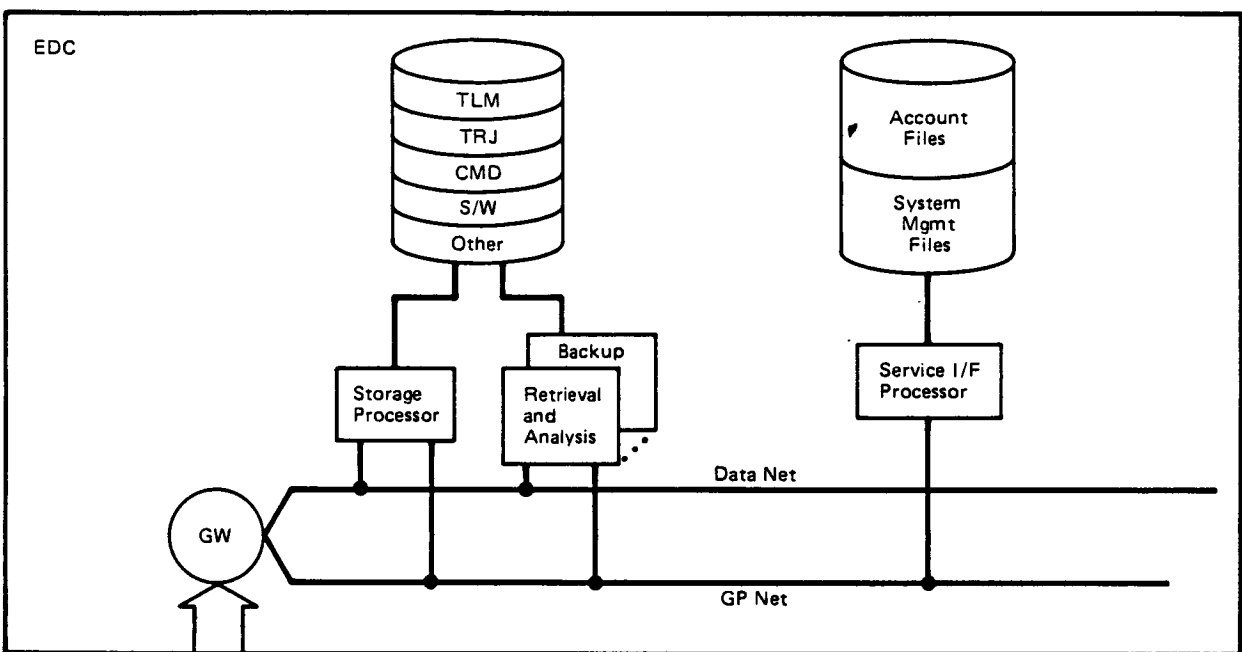 EDC
TLM
TRJ
CMD
S/W
Other
Account
Files
System
Mgmt
Files
Backup
Storage
Processor
Retrieval
and
Analysis
Service I/F
Processor
Data Net
GW
GP Net